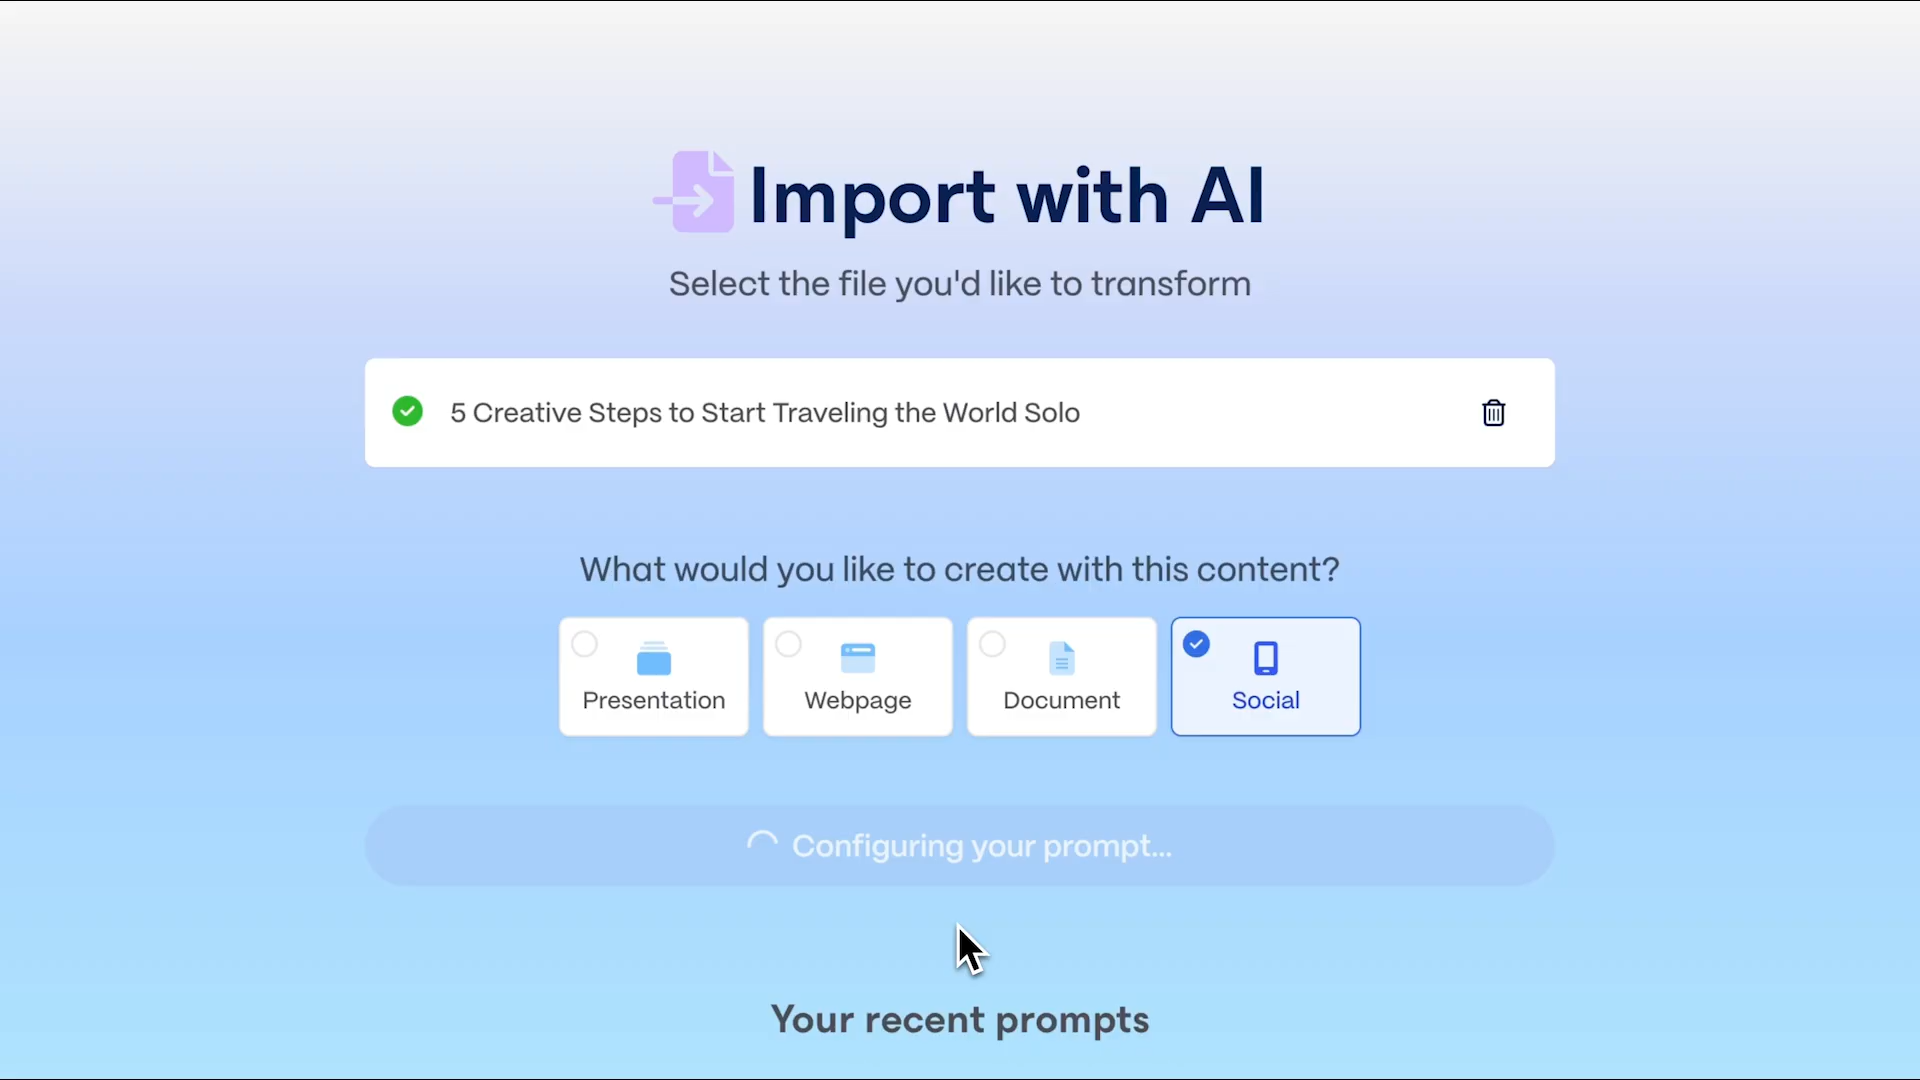 Import with AI
Select the file you'd like to transform
5 Creative Steps to Start Traveling the World Solo
What would you like to create with this content?
Presentation
Webpage
Document
Social
Configuring your prompt...
Your recent prompts